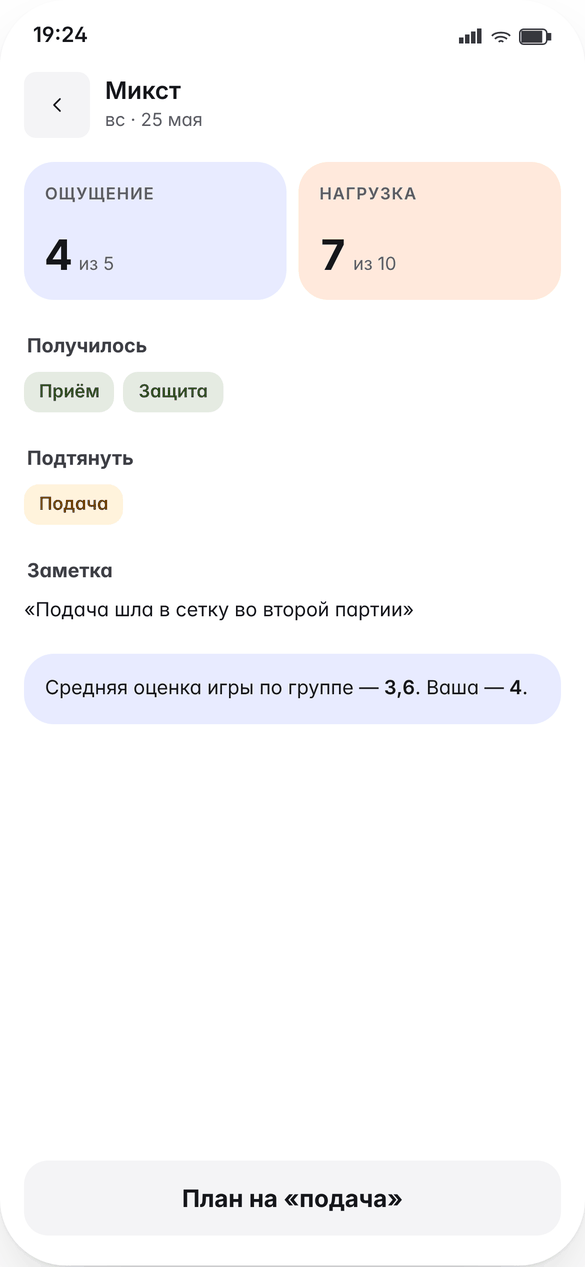 19:24
Микст
вс · 25 мая
ОЩУЩЕНИЕ
4 из 5
НАГРУЗКА
7 из 10
Получилось
Приём
Защита
Подтянуть
Подача
Заметка
«Подача шла в сетку во второй партии»
Средняя оценка игры по группе — 3,6. Ваша — 4.
План на «подача»